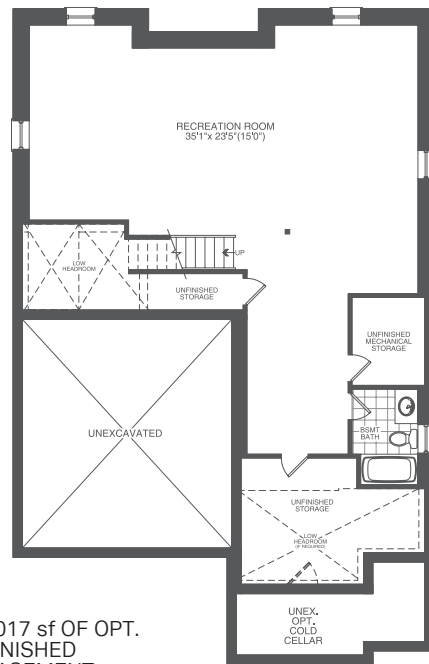 RECREATION ROOM
35'1"x 23'5"(15'0")
LOW
HEADROOM
UP
UNFINISHED
STORAGE
UNFINISHED
MECHANICAL
STORAGE
UNEXCAVATED
BSMT
BATH
UNFINISHED
STORAGE
LOW
HEADROOM
(IF REQUIRED)
UNEX.
OPT.
COLD
CELLAR
017 sf OF OPT.